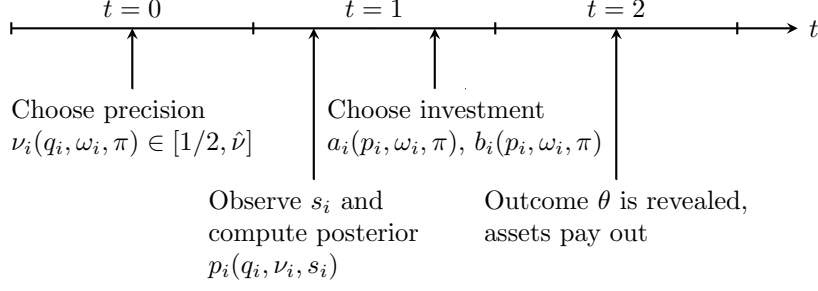 t = 0
t = 1
t = 2
t
Choose precision
ν_i(q_i, ω_i, π) ∈ [1/2, ν̂]
Choose investment
a_i(p_i, ω_i, π), b_i(p_i, ω_i, π)
Observe s_i and
compute posterior
p_i(q_i, ν_i, s_i)
Outcome θ is revealed,
assets pay out